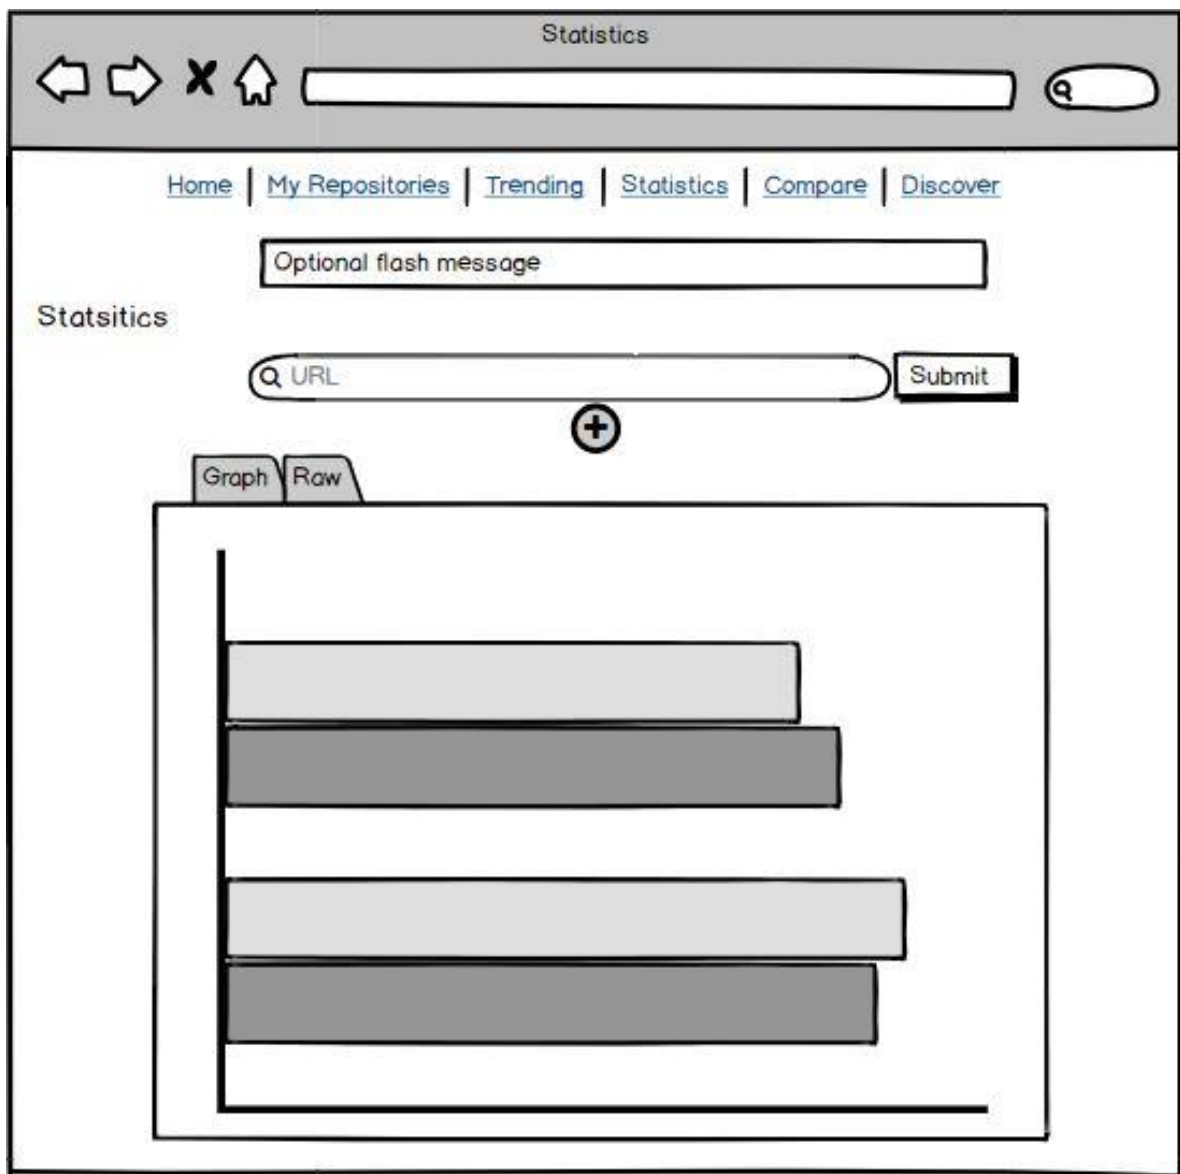 Statistics
Home | My Repositories | Trending | Statistics | Compare | Discover
Optional flash message
Statsitics
URL
Submit
Graph Raw